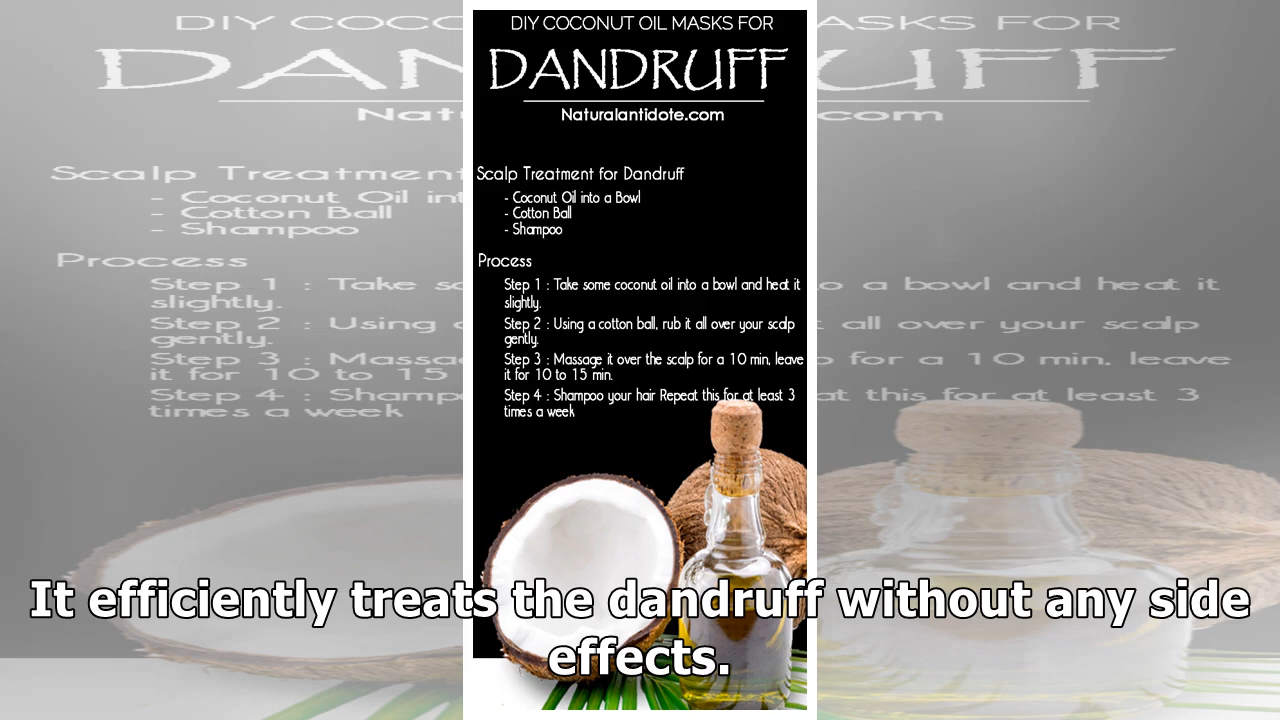 DIY COCONUT OIL MASKS FOR
DANDRUFF
Naturalantidote.com
Scalp Treatment for Dandruff
- Coconut Oil into a Bowl
- Cotton Ball
- Shampoo
Process
Step 1 : Take some coconut oil into a bowl and heat it
slightly.
Step 2 : Using a cotton ball, rub it all over your scalp
gently.
Step 3 : Massage it over the scalp for a 10 min, leave
it for 10 to 15 min.
Step 4 : Shampoo your hair Repeat this for at least 3
times a week
It efficiently treats the dandruff without any side
effects.